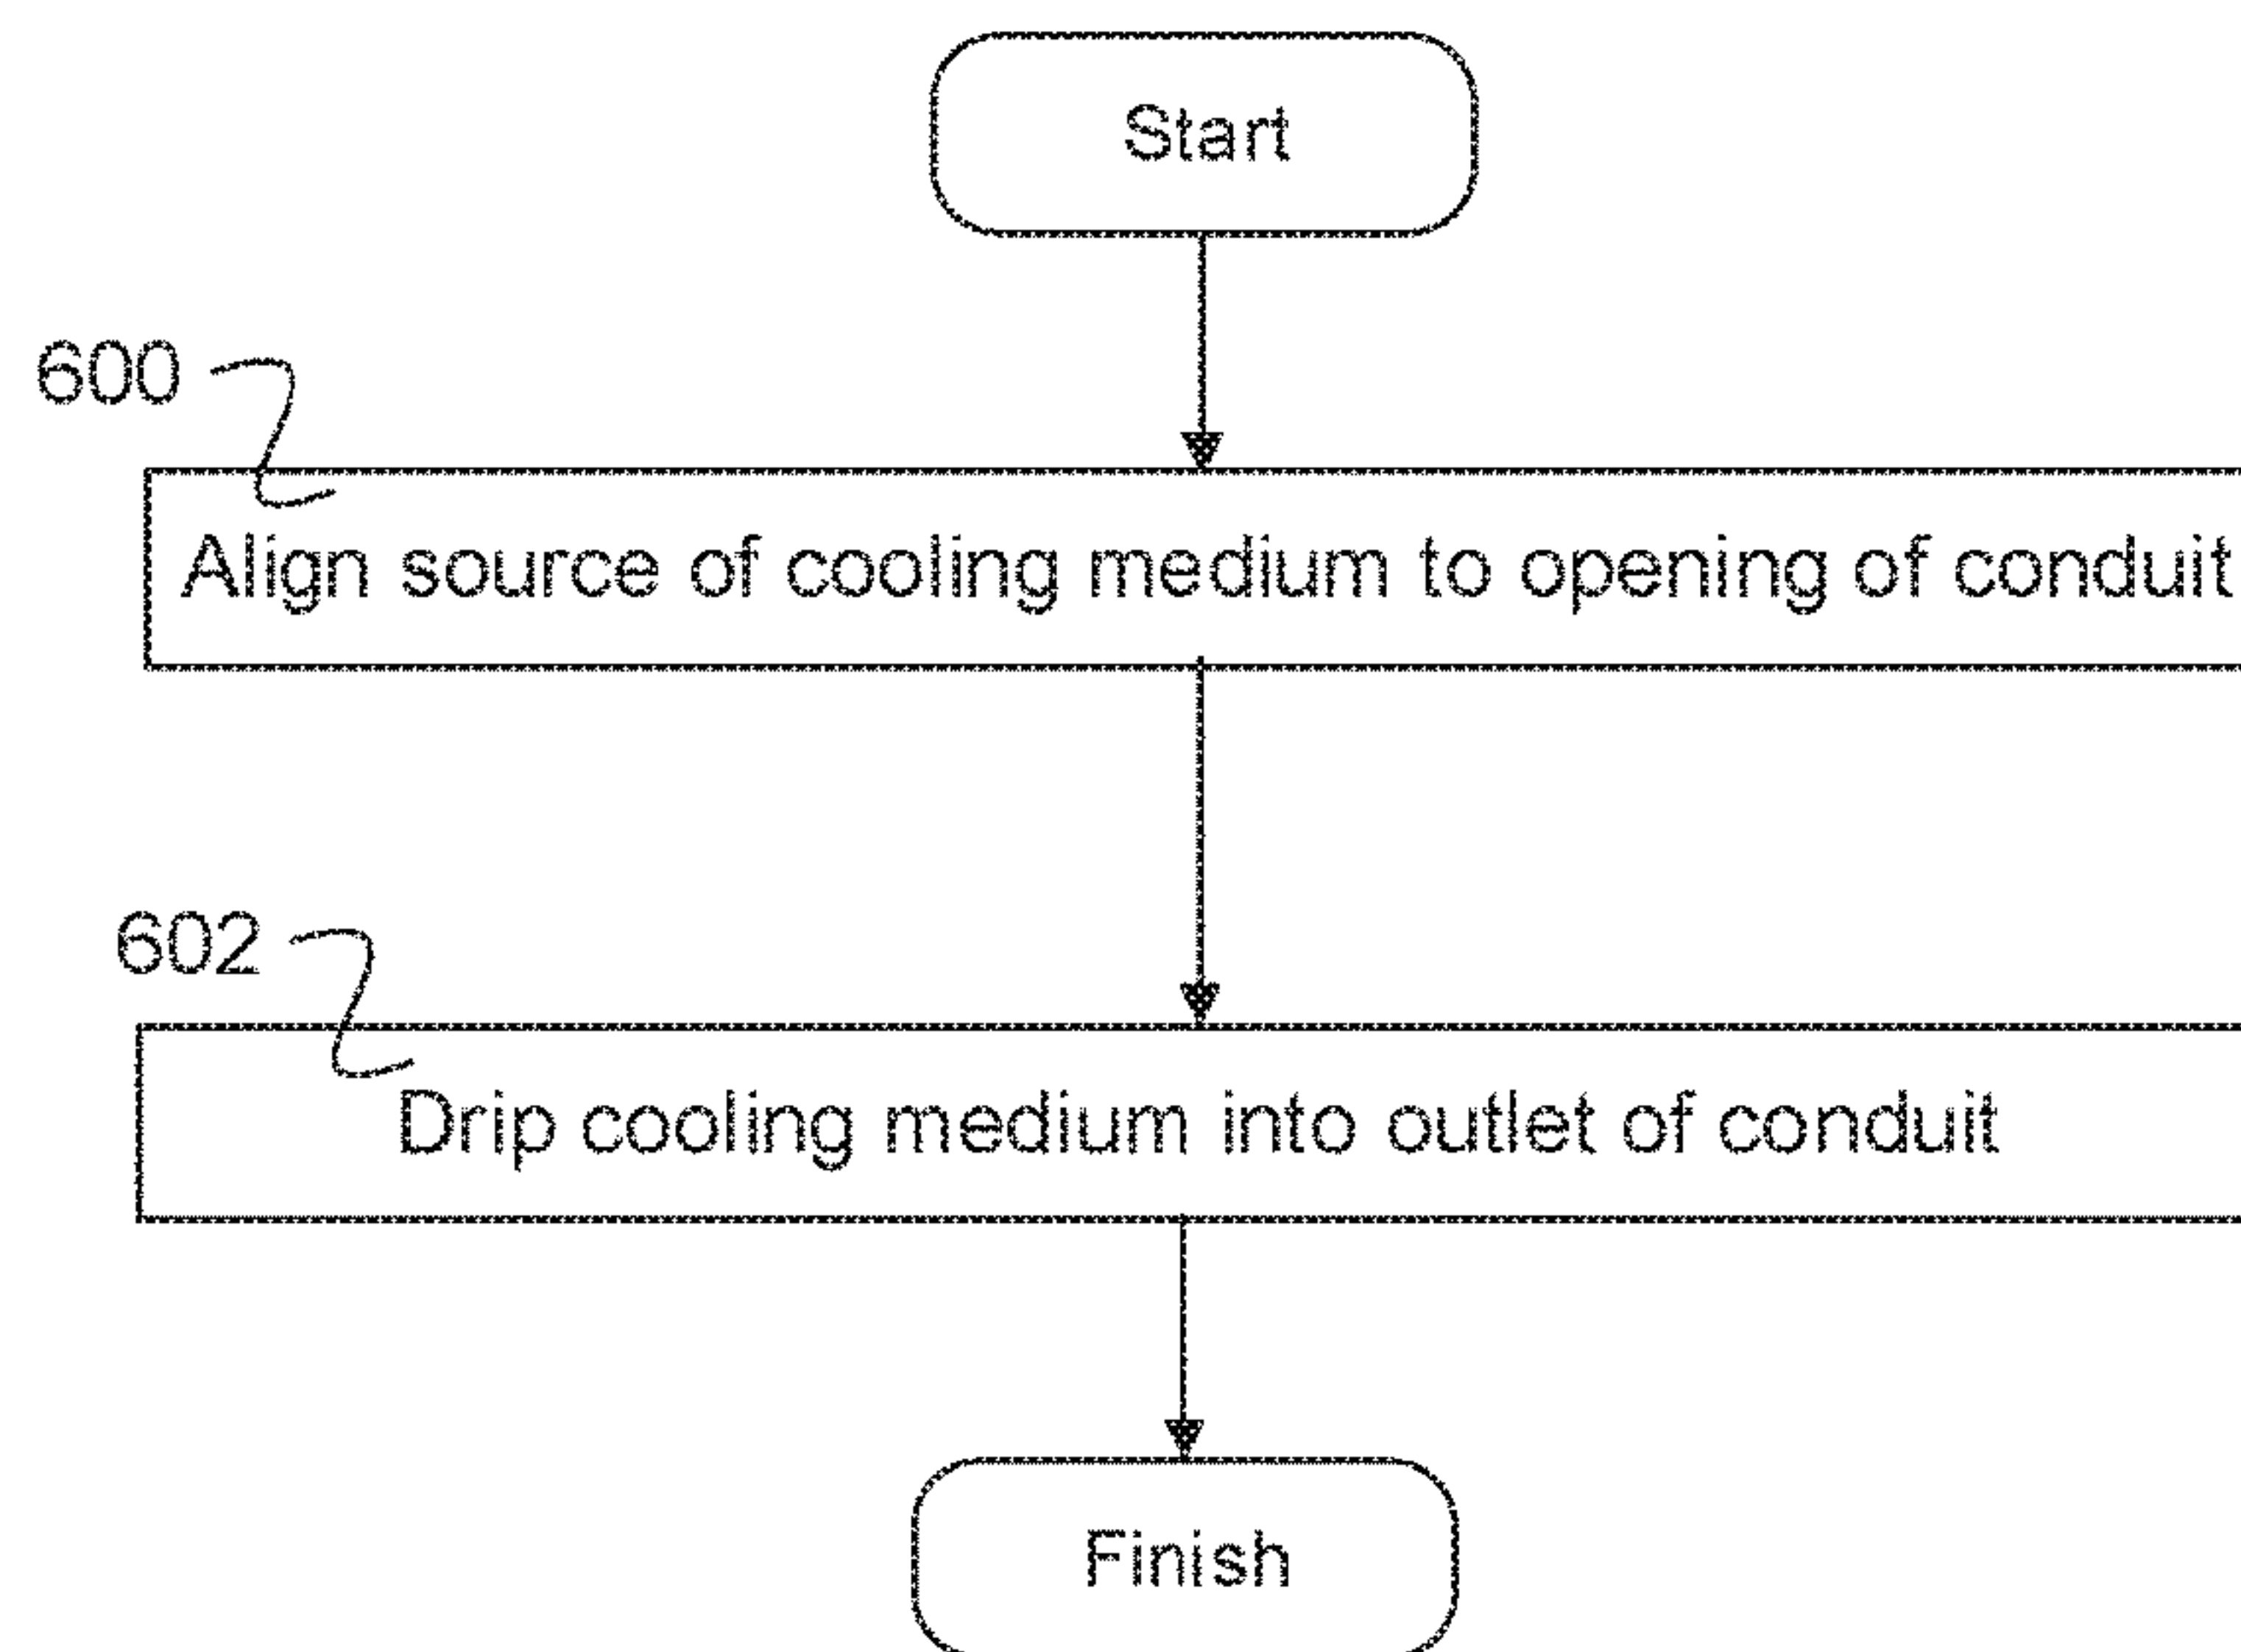 Start
600
Align source of cooling medium to opening of conduit
602
Drip cooling medium into outlet of conduit
Finish